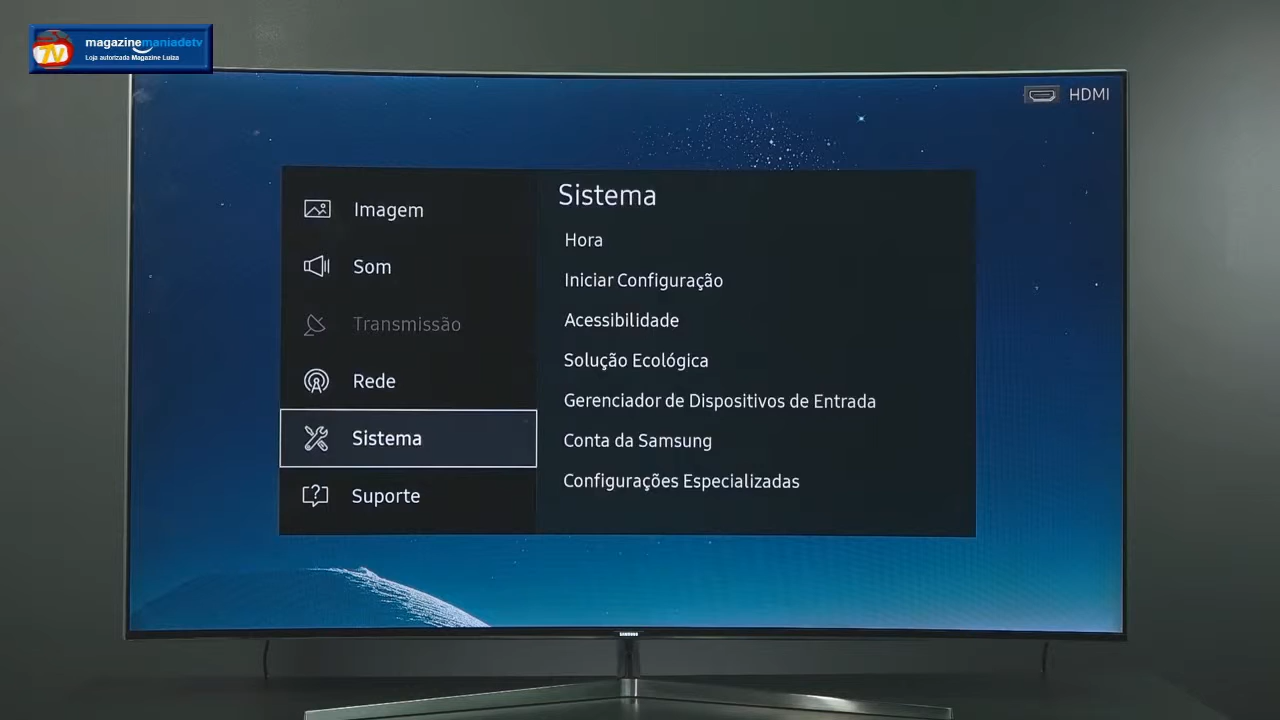 TV
magazinemaniadetv
Loja autorizada Magazine Luiza
HDMI
Imagem
Som
Transmissão
Rede
Sistema
Suporte
Sistema
Hora
Iniciar Configuração
Acessibilidade
Solução Ecológica
Gerenciador de Dispositivos de Entrada
Conta da Samsung
Configurações Especializadas
SAMSUNG